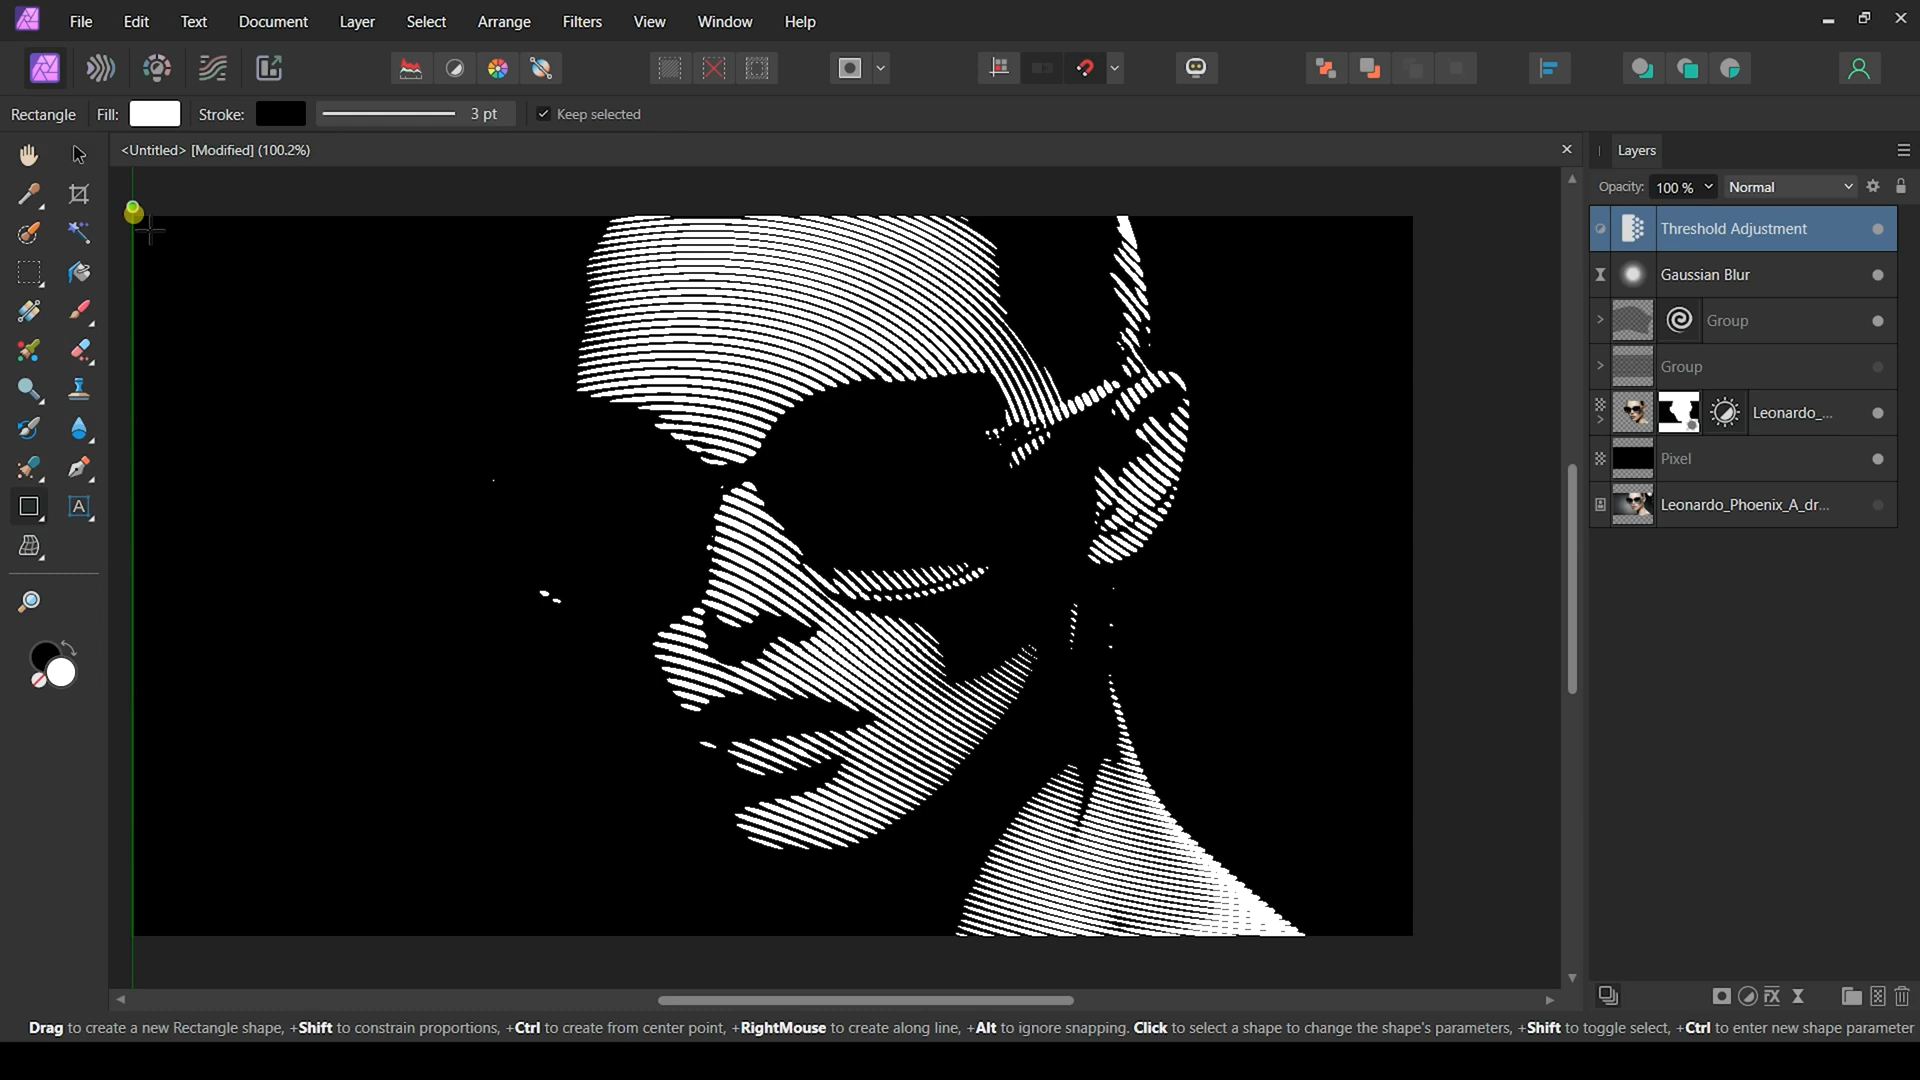 File Edit Text Document Layer Select Arrange Filters View Window Help
Rectangle Fill: Stroke: 3 pt Keep selected
<Untitled> [Modified] (100.2%)
Layers
Opacity: 100 % Normal
Threshold Adjustment
Gaussian Blur
Group
Group
Leonardo_...
Pixel
Leonardo_Phoenix_A_dr...
A
Drag to create a new Rectangle shape, +Shift to constrain proportions, +Ctrl to create from center point, +RightMouse to create along line, +Alt to ignore snapping. Click to select a shape to change the shape's parameters, +Shift to toggle select, +Ctrl to enter new shape parameter